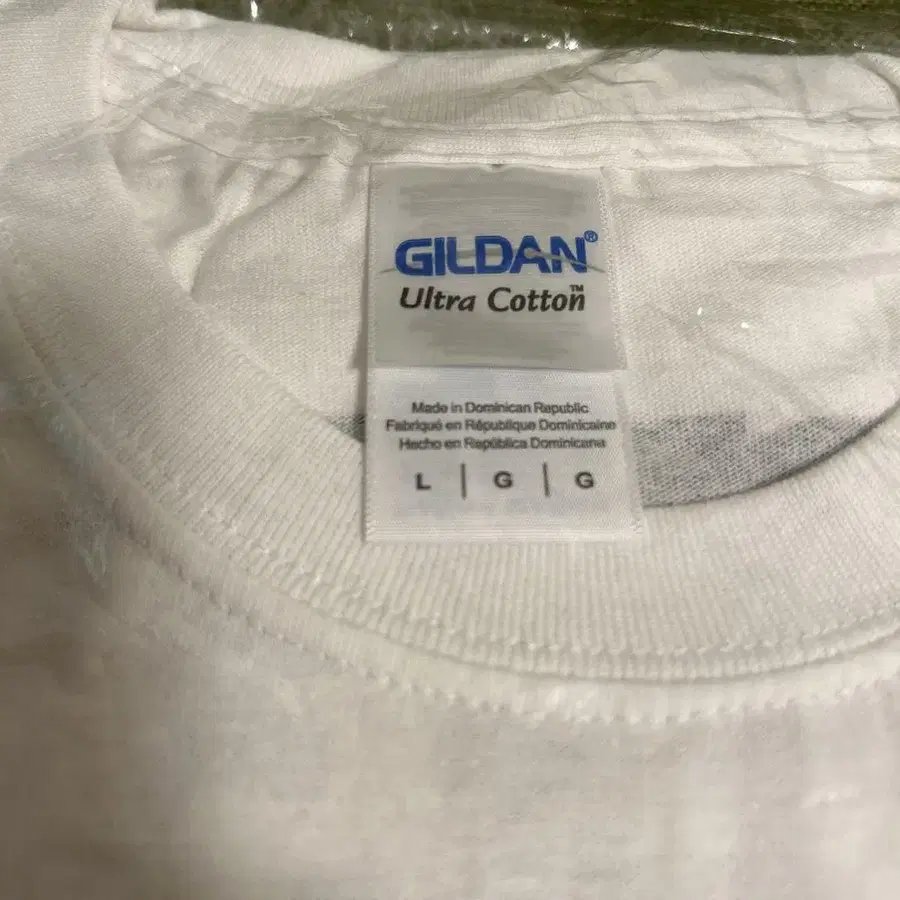 GILDAN®
Ultra Cotton™
Made in Dominican Republic
Fabriqué en République Dominicaine
Hecho en República Dominicana
L | G | G